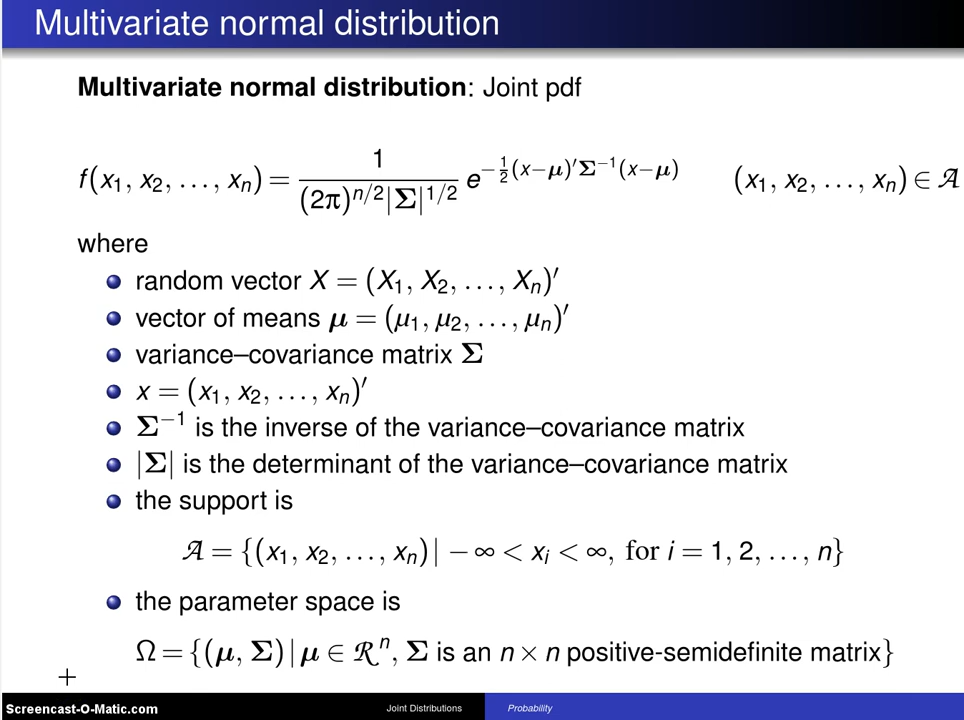 Multivariate normal distribution
Multivariate normal distribution: Joint pdf
f(x₁, x₂, …, xₙ) = 1 / ((2π)^{n/2}|Σ|^{1/2}) e^{−½(x−μ)′Σ⁻¹(x−μ)} (x₁, x₂, …, xₙ) ∈ 𝒜
where
random vector X = (X₁, X₂, …, Xₙ)′
vector of means μ = (μ₁, μ₂, …, μₙ)′
variance–covariance matrix Σ
x = (x₁, x₂, …, xₙ)′
Σ⁻¹ is the inverse of the variance–covariance matrix
|Σ| is the determinant of the variance–covariance matrix
the support is
𝒜 = {(x₁, x₂, …, xₙ) | −∞ < xᵢ < ∞, for i = 1, 2, …, n}
the parameter space is
Ω = {(μ, Σ) | μ ∈ ℛⁿ, Σ is an n × n positive-semidefinite matrix}
Screencast-O-Matic.com Joint Distributions Probability